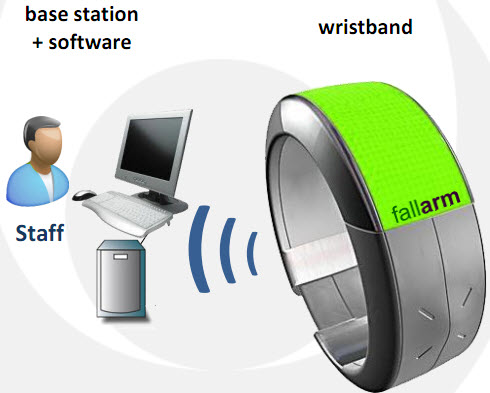 base station
+ software
wristband
Staff
fallarm